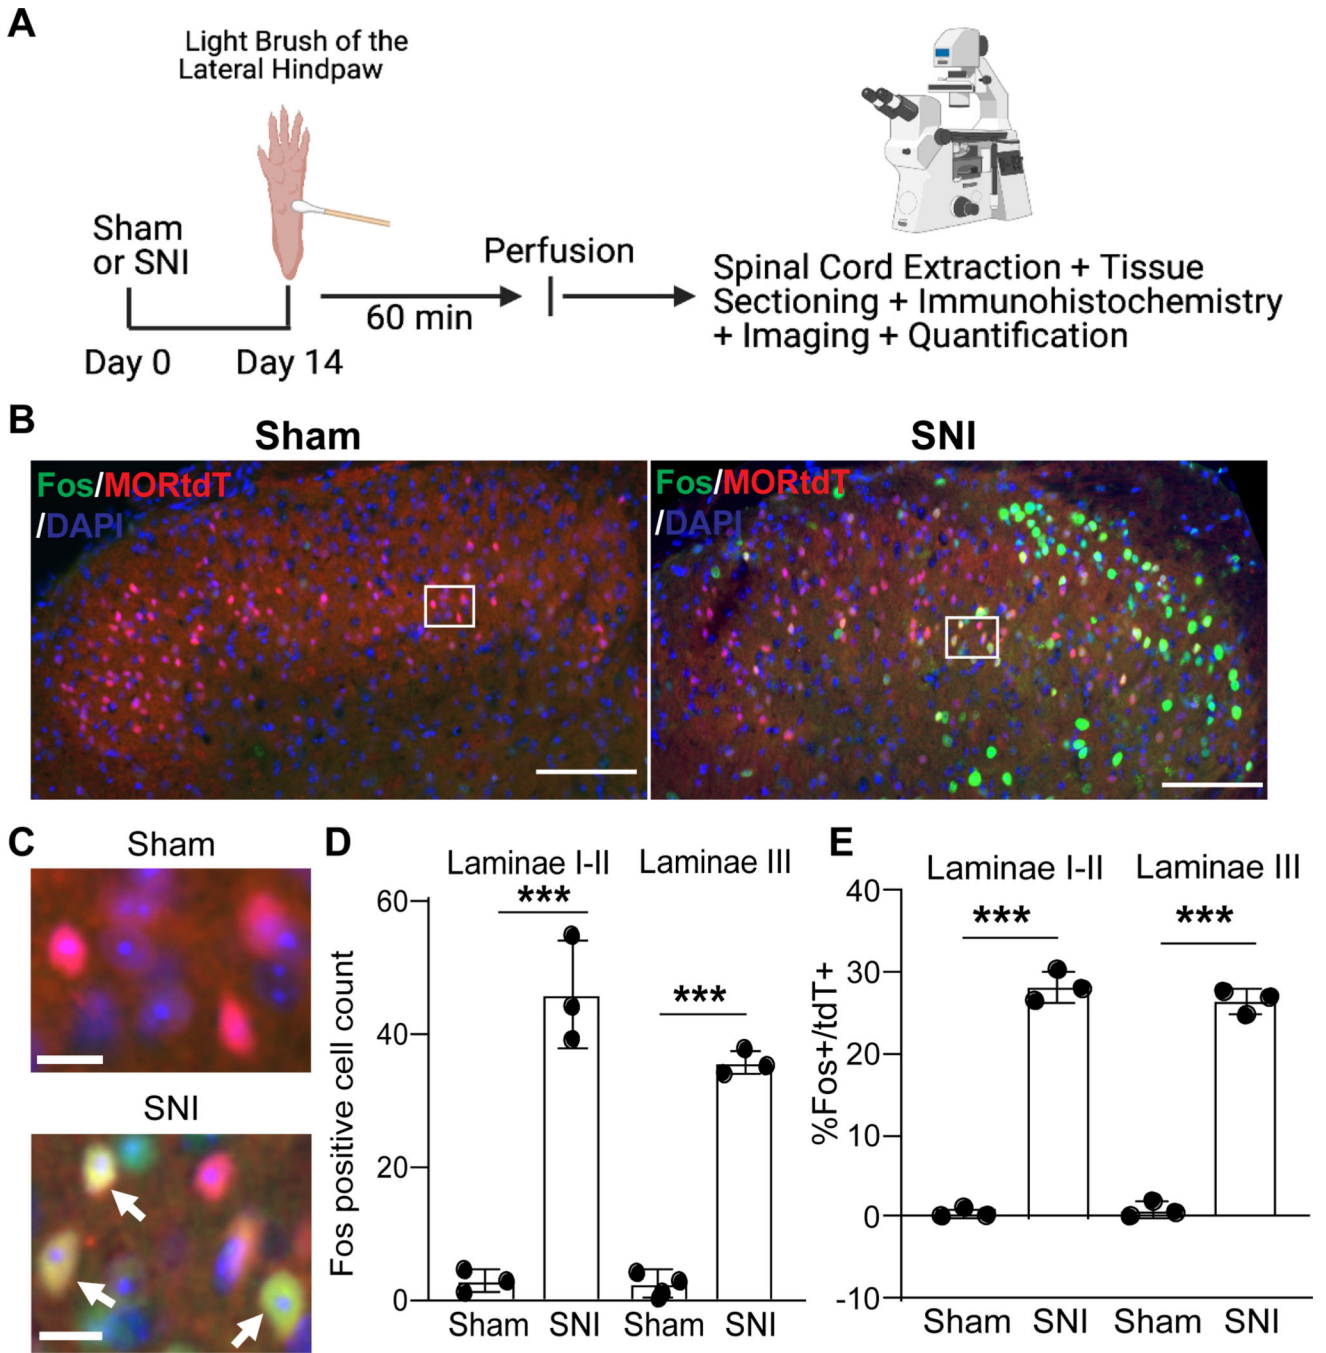 A
Light Brush of the
Lateral Hindpaw
Sham
or SNI
Perfusion
60 min
Day 0
Day 14
Spinal Cord Extraction + Tissue
Sectioning + Immunohistochemistry
+ Imaging + Quantification
B
Sham
SNI
Fos/MORtdT
/DAPI
Fos/MORtdT
/DAPI
C
Sham
SNI
D
Laminae I-II
Laminae III
***
***
Fos positive cell count
60
40
20
0
Sham
SNI
Sham
SNI
E
Laminae I-II
Laminae III
***
***
%Fos+/tdT+
40
30
20
10
0
-10
Sham
SNI
Sham
SNI